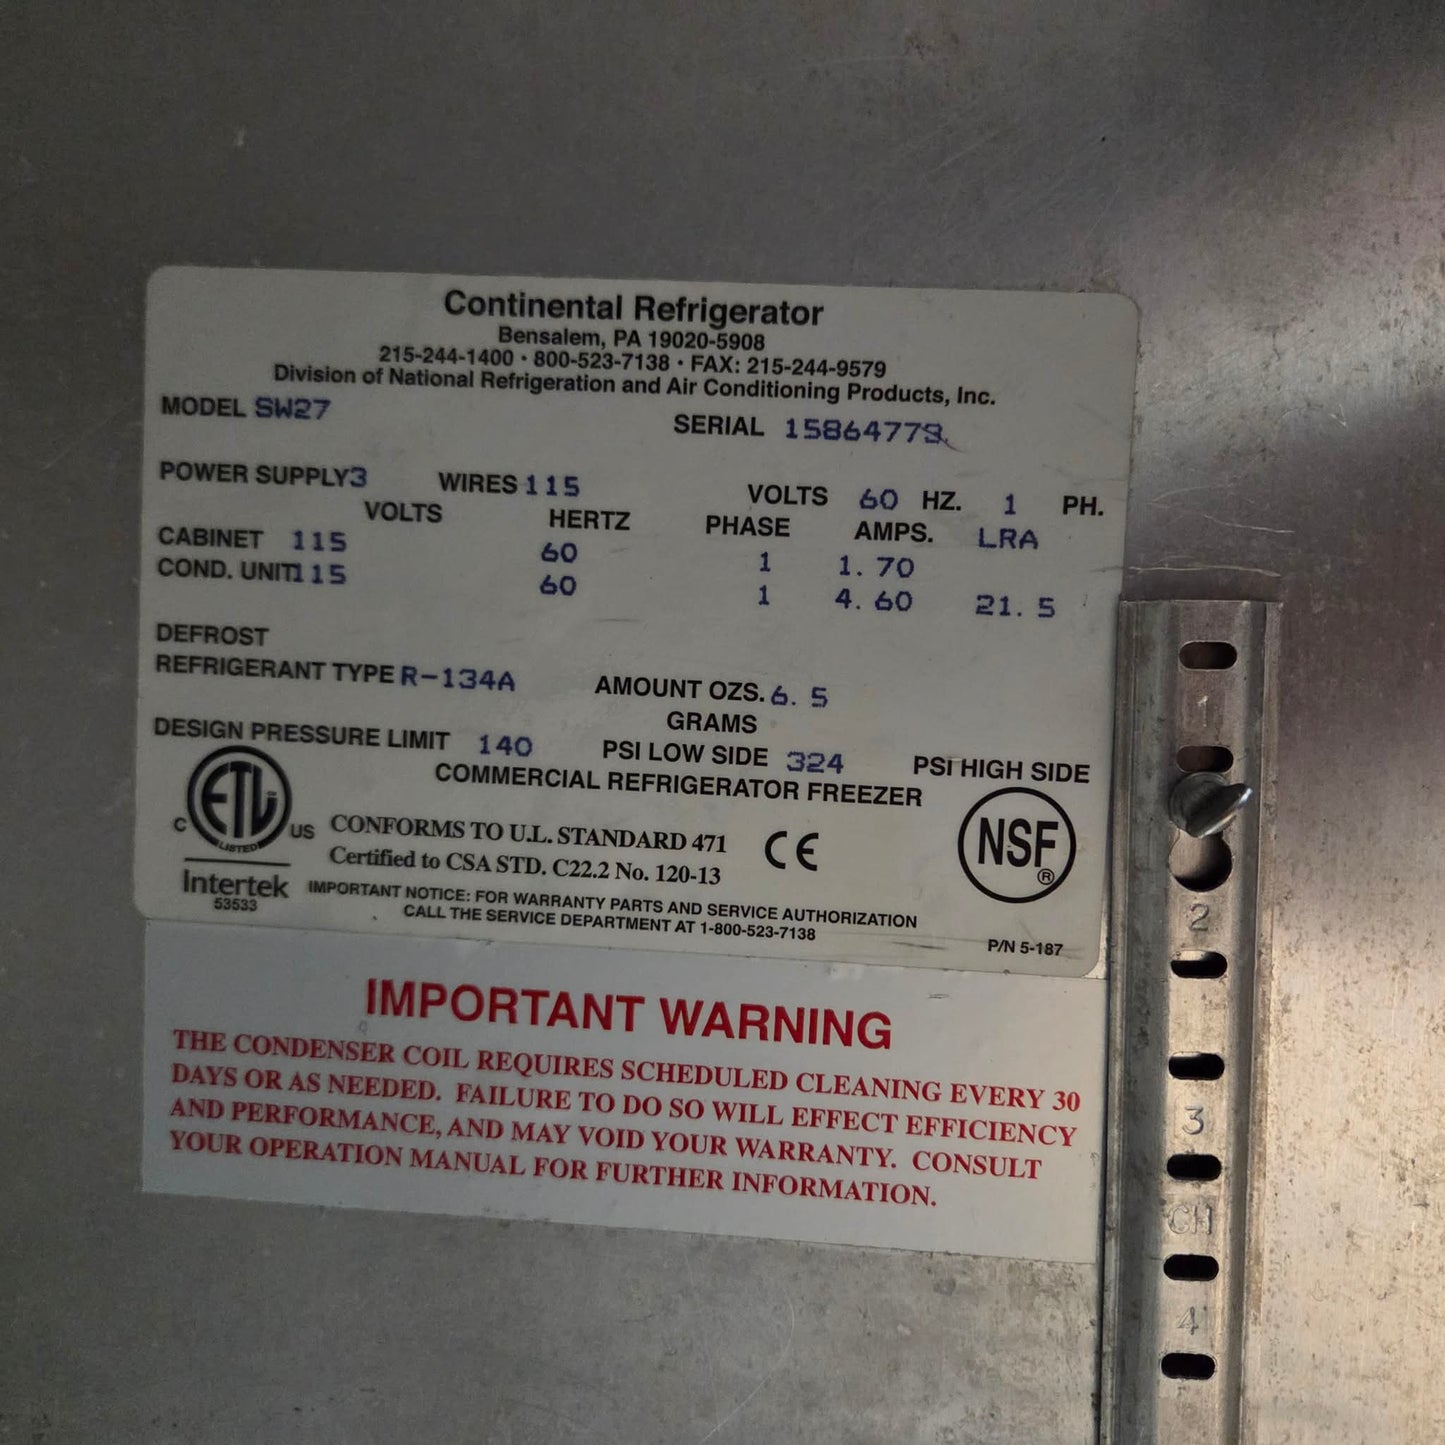 Continental Refrigerator
Bensalem, PA 19020-5908
215-244-1400 · 800-523-7138 · FAX: 215-244-9579
Division of National Refrigeration and Air Conditioning Products, Inc.
MODEL SW27 SERIAL 15864779
POWER SUPPLY 3 WIRES 115 VOLTS 60 HZ. 1 PH.
VOLTS HERTZ PHASE AMPS. LRA
CABINET 115 60 1 1.70
COND. UNIT 115 60 1 4.60 21.5
DEFROST
REFRIGERANT TYPE R-134A AMOUNT OZS. 6.5
GRAMS
DESIGN PRESSURE LIMIT 140 PSI LOW SIDE 324 PSI HIGH SIDE
COMMERCIAL REFRIGERATOR FREEZER
C ETL US
LISTED
Intertek
53533
CONFORMS TO U.L. STANDARD 471
Certified to CSA STD. C22.2 No. 120-13
CE
NSF®
IMPORTANT NOTICE: FOR WARRANTY PARTS AND SERVICE AUTHORIZATION
CALL THE SERVICE DEPARTMENT AT 1-800-523-7138
P/N 5-187
IMPORTANT WARNING
THE CONDENSER COIL REQUIRES SCHEDULED CLEANING EVERY 30
DAYS OR AS NEEDED. FAILURE TO DO SO WILL EFFECT EFFICIENCY
AND PERFORMANCE, AND MAY VOID YOUR WARRANTY. CONSULT
YOUR OPERATION MANUAL FOR FURTHER INFORMATION.
1
2
3
CH
4